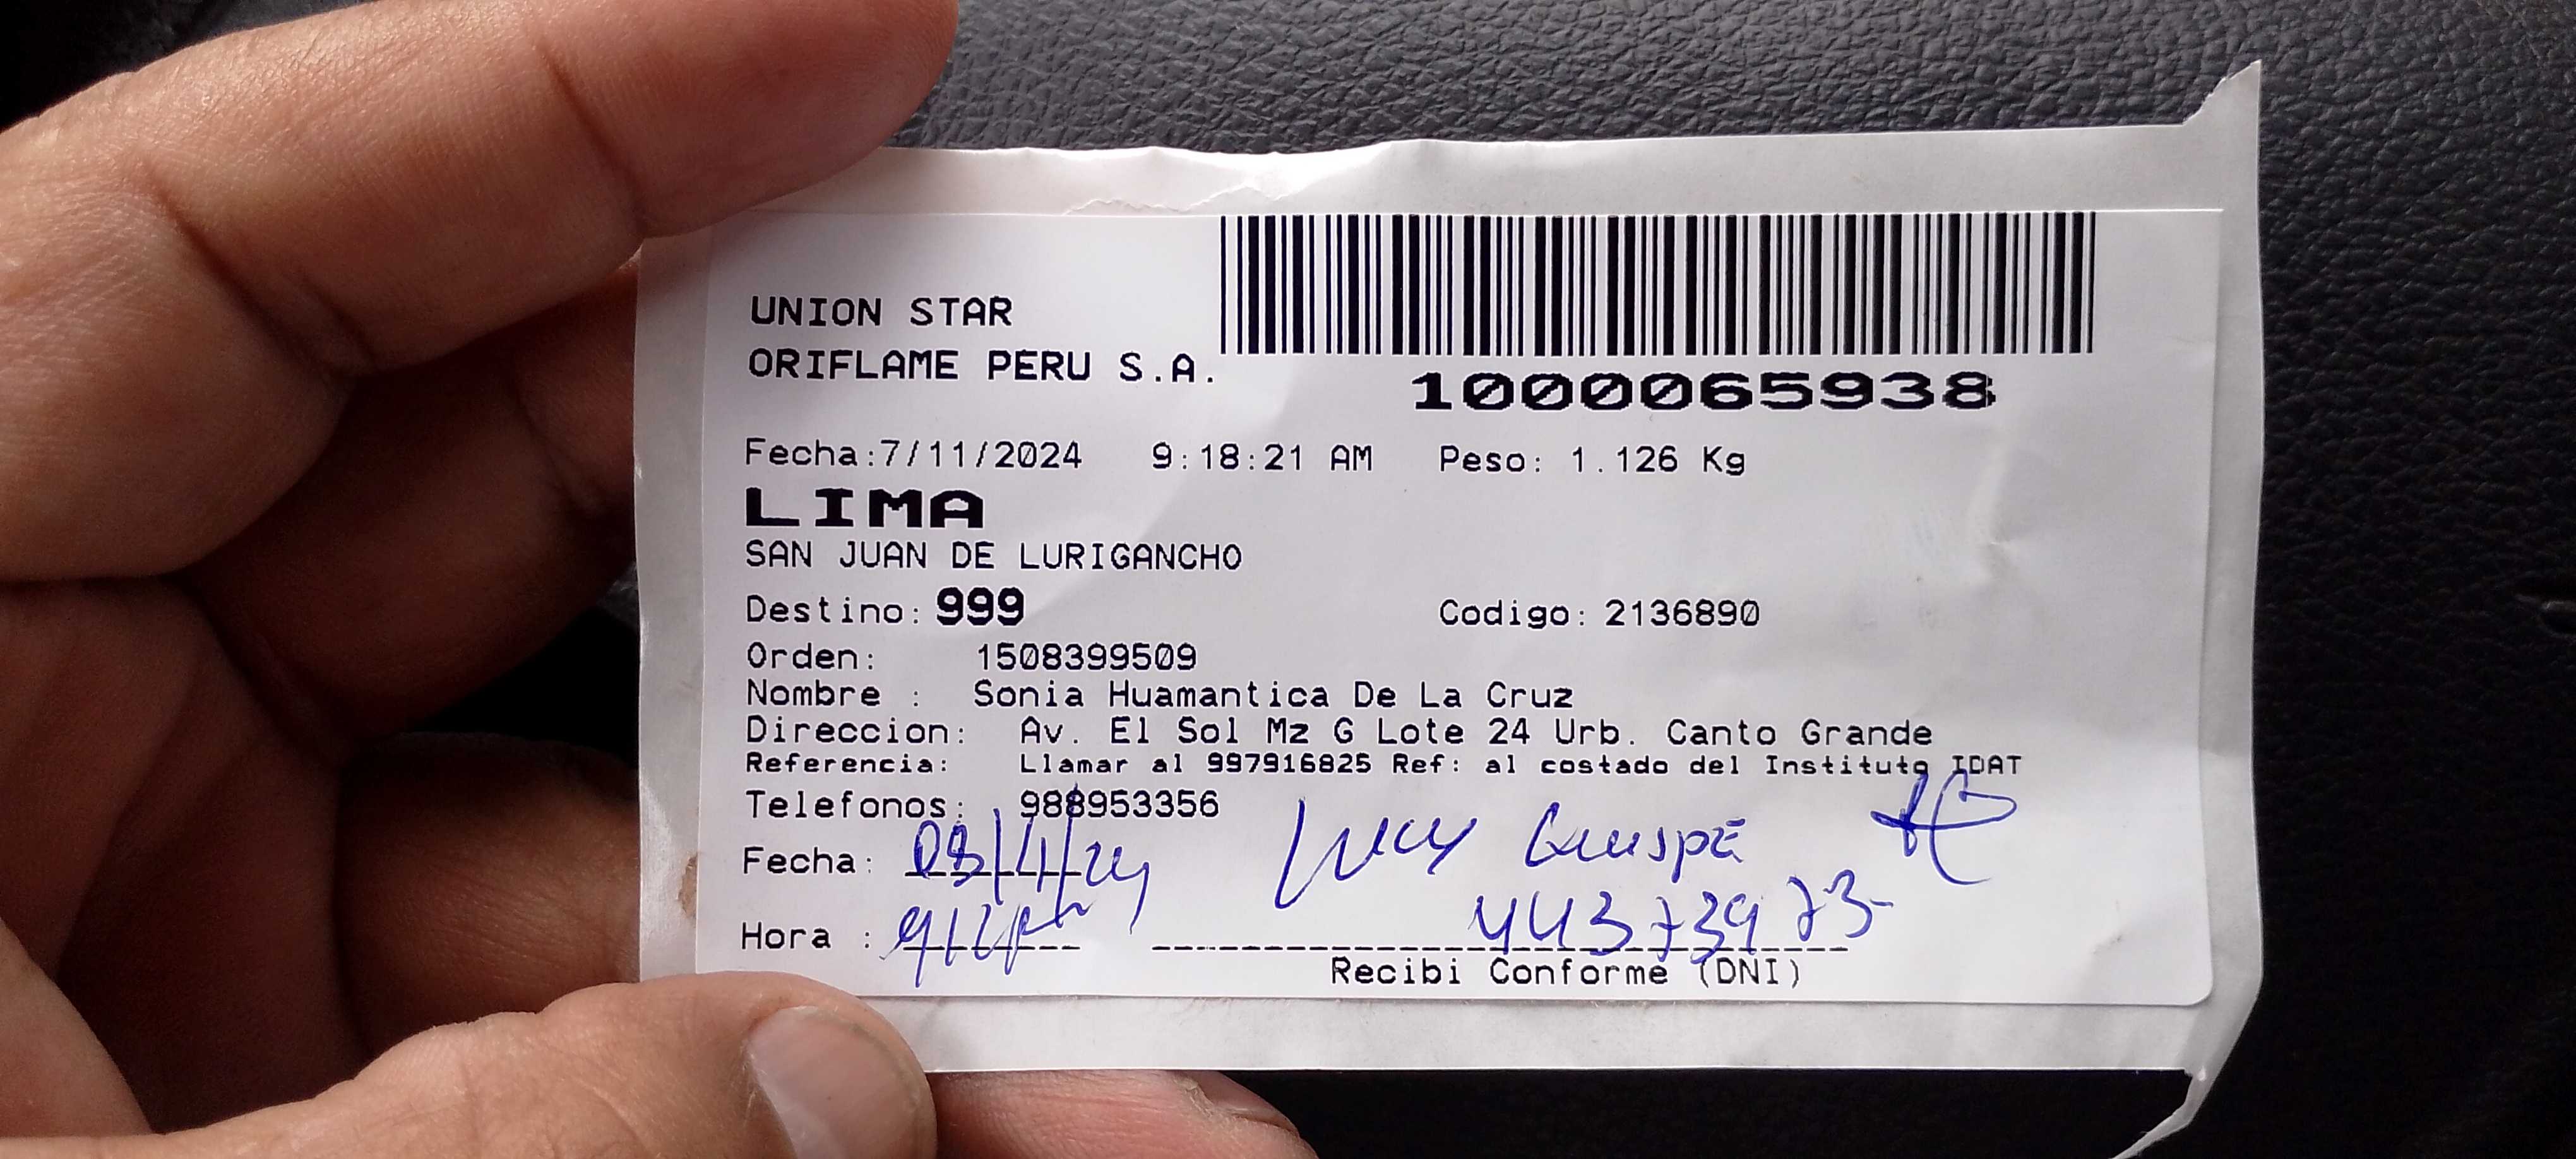 UNION STAR
ORIFLAME PERU S.A.
1000065938
Fecha:7/11/2024 9:18:21 AM Peso: 1.126 Kg
LIMA
SAN JUAN DE LURIGANCHO
Destino: 999 Codigo: 2136890
Orden: 1508399509
Nombre : Sonia Huamantica De La Cruz
Direccion: Av. El Sol Mz G Lote 24 Urb. Canto Grande
Referencia: Llamar al 997916825 Ref: al costado del Instituto IDAT
Telefonos: 988953356
Fecha: Lucy Quispe
Hora :
Recibi Conforme (DNI)